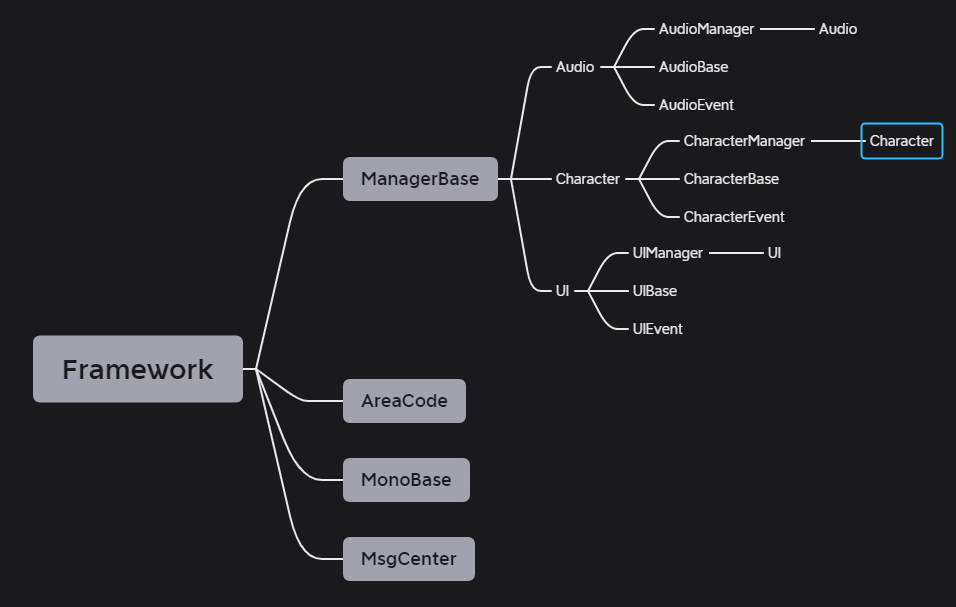 AudioManager
Audio
Audio
AudioBase
AudioEvent
CharacterManager
Character
ManagerBase
Character
CharacterBase
CharacterEvent
UIManager
UI
UI
UIBase
UIEvent
Framework
AreaCode
MonoBase
MsgCenter